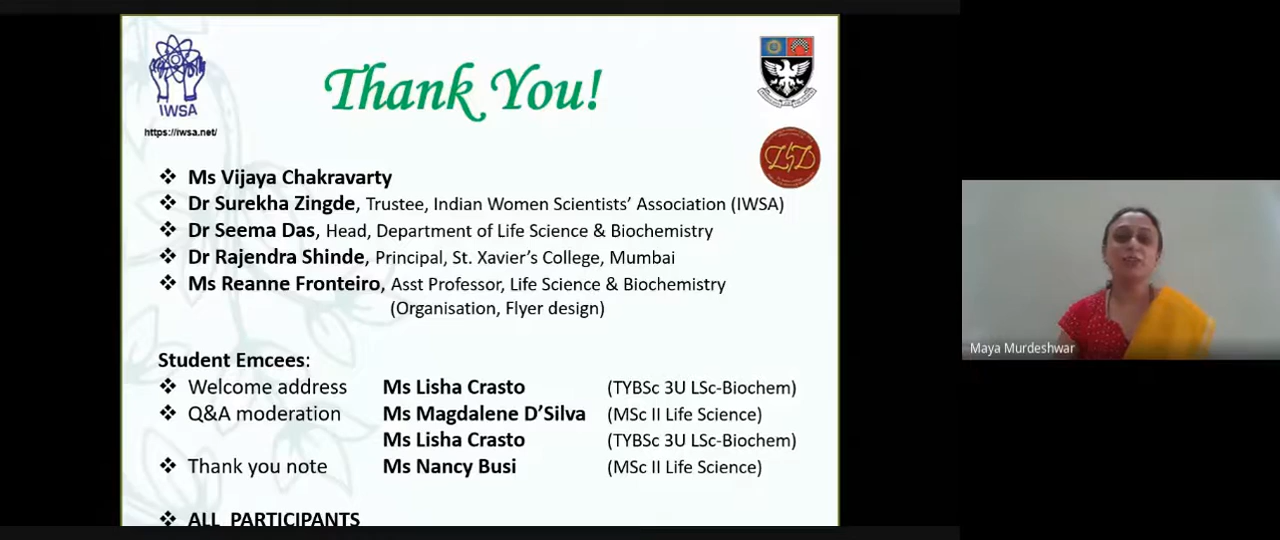 Thank You!
IWSA
https://iwsa.net/
❖ Ms Vijaya Chakravarty
❖ Dr Surekha Zingde, Trustee, Indian Women Scientists’ Association (IWSA)
❖ Dr Seema Das, Head, Department of Life Science & Biochemistry
❖ Dr Rajendra Shinde, Principal, St. Xavier’s College, Mumbai
❖ Ms Reanne Fronteiro, Asst Professor, Life Science & Biochemistry
(Organisation, Flyer design)
Student Emcees:
❖ Welcome address Ms Lisha Crasto (TYBSc 3U LSc-Biochem)
❖ Q&A moderation Ms Magdalene D’Silva (MSc II Life Science)
Ms Lisha Crasto (TYBSc 3U LSc-Biochem)
❖ Thank you note Ms Nancy Busi (MSc II Life Science)
❖ ALL PARTICIPANTS
Maya Murdeshwar